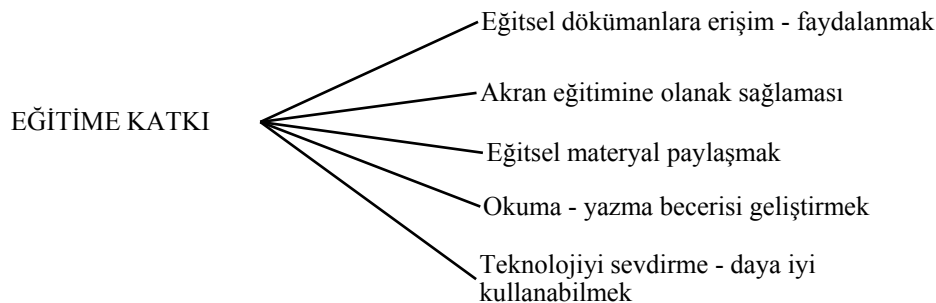 Eğitsel dökümanlara erişim - faydalanmak
Akran eğitimine olanak sağlaması
EĞİTİME KATKI
Eğitsel materyal paylaşmak
Okuma - yazma becerisi geliştirmek
Teknolojiyi sevdirme - daya iyi
kullanabilmek